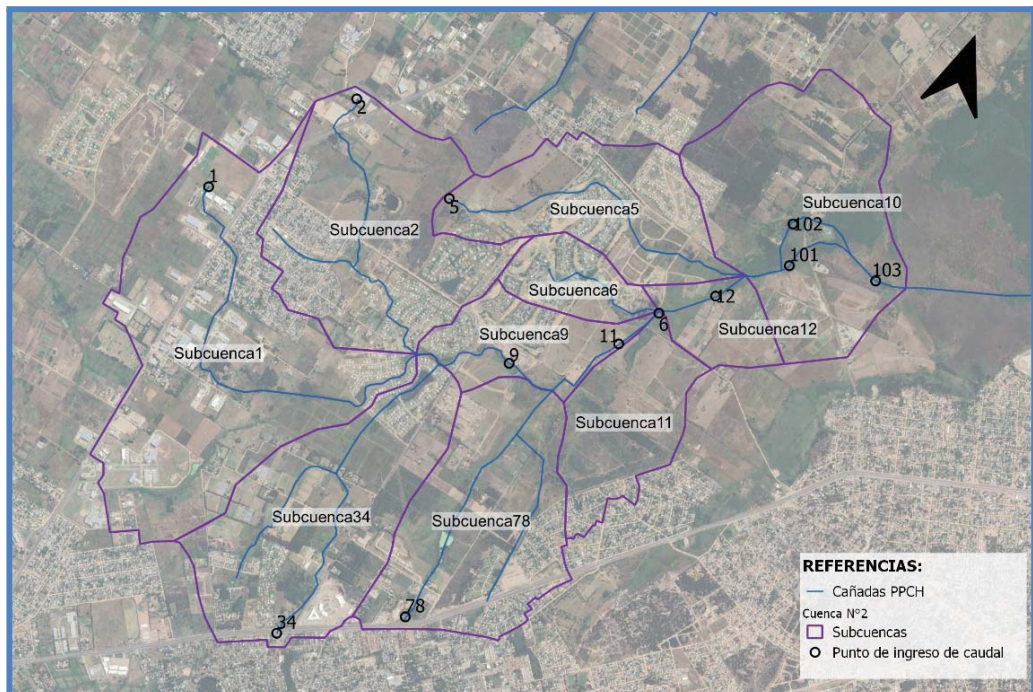 2
1
5
Subcuenca5
Subcuenca10
Subcuenca2
102
101
103
Subcuenca6
12
6
Subcuenca12
Subcuenca9
11
Subcuenca1
9
Subcuenca11
Subcuenca34
Subcuenca78
78
34
REFERENCIAS:
Cañadas PPCH
Cuenca N°2
Subcuencas
Punto de ingreso de caudal